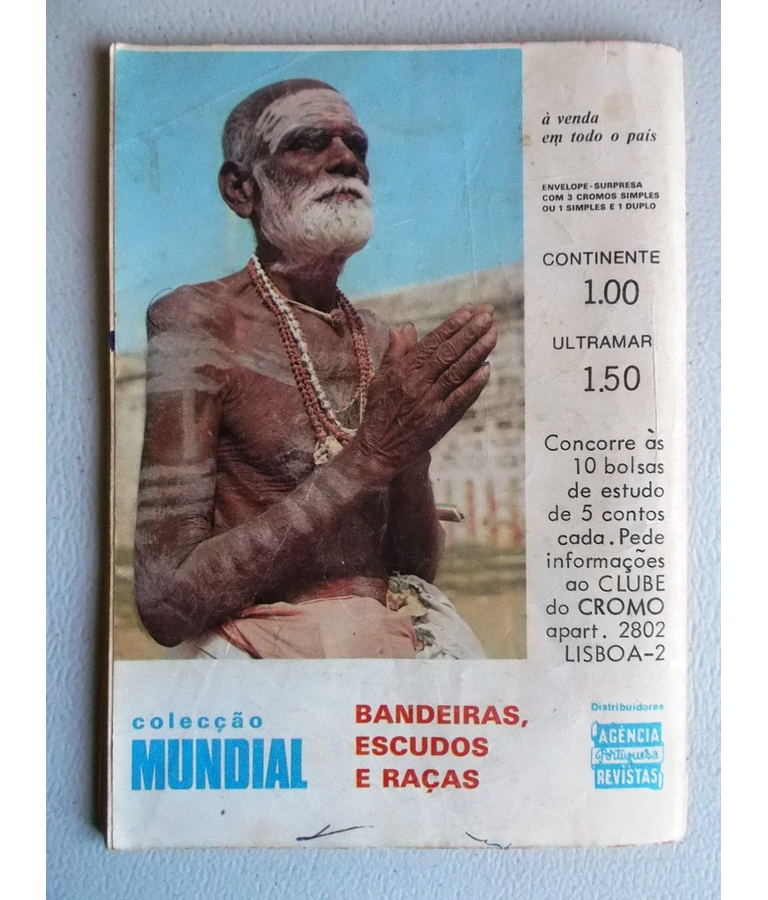 à venda
em todo o país
ENVELOPE-SURPRESA
COM 3 CROMOS SIMPLES
OU 1 SIMPLES E 1 DUPLO
CONTINENTE
1.00
ULTRAMAR
1.50
Concorre às
10 bolsas
de estudo
de 5 contos
cada. Pede
informações
ao CLUBE
do CROMO
apart. 2802
LISBOA-2
colecção
MUNDIAL
BANDEIRAS,
ESCUDOS
E RAÇAS
Distribuidores
AGÊNCIA
Portuguesa
REVISTAS